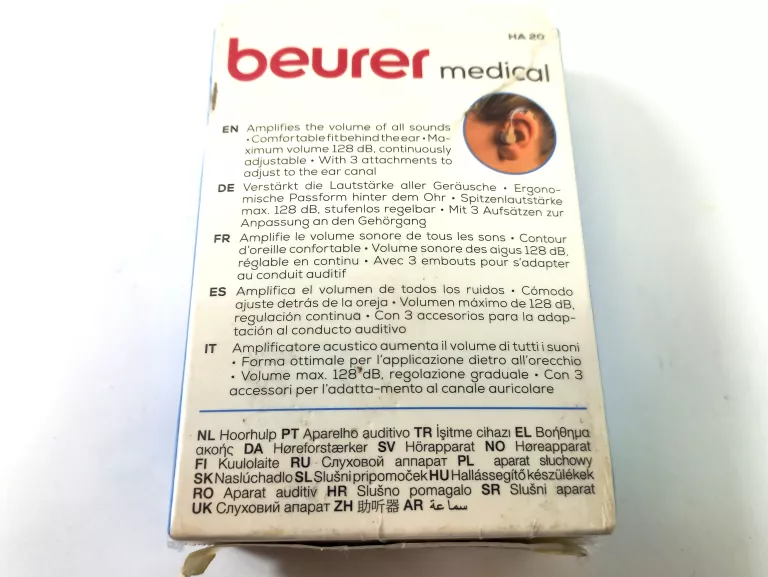 HA 20
beurer medical
EN Amplifies the volume of all sounds
• Comfortable fit behind the ear • Ma-
ximum volume 128 dB, continuously
adjustable • With 3 attachments to
adjust to the ear canal
DE Verstärkt die Lautstärke aller Geräusche • Ergono-
mische Passform hinter dem Ohr • Spitzenlautstärke
max. 128 dB, stufenlos regelbar • Mit 3 Aufsätzen zur
Anpassung an den Gehörgang
FR Amplifie le volume sonore de tous les sons • Contour
d'oreille confortable • Volume sonore des aigus 128 dB,
réglable en continu • Avec 3 embouts pour s'adapter
au conduit auditif
ES Amplifica el volumen de todos los ruidos • Cómodo
ajuste detrás de la oreja • Volumen máximo de 128 dB,
regulación continua • Con 3 accesorios para la adap-
tación al conducto auditivo
IT Amplificatore acustico aumenta il volume di tutti i suoni
• Forma ottimale per l'applicazione dietro all'orecchio
• Volume max. 128 dB, regolazione graduale • Con 3
accessori per l'adatta-mento al canale auricolare
NL Hoorhulp PT Aparelho auditivo TR İşitme cihazı EL Βοήθημα
ακοής DA Høreforstærker SV Hörapparat NO Høreapparat
FI Kuulolaite RU Слуховой аппарат PL aparat słuchowy
SK Naslúchadlo SL Slušni pripomoček HU Hallássegítő készülékek
RO Aparat auditiv HR Slušno pomagalo SR Slušni aparat
UK Слуховий апарат ZH 助听器 AR سماعة